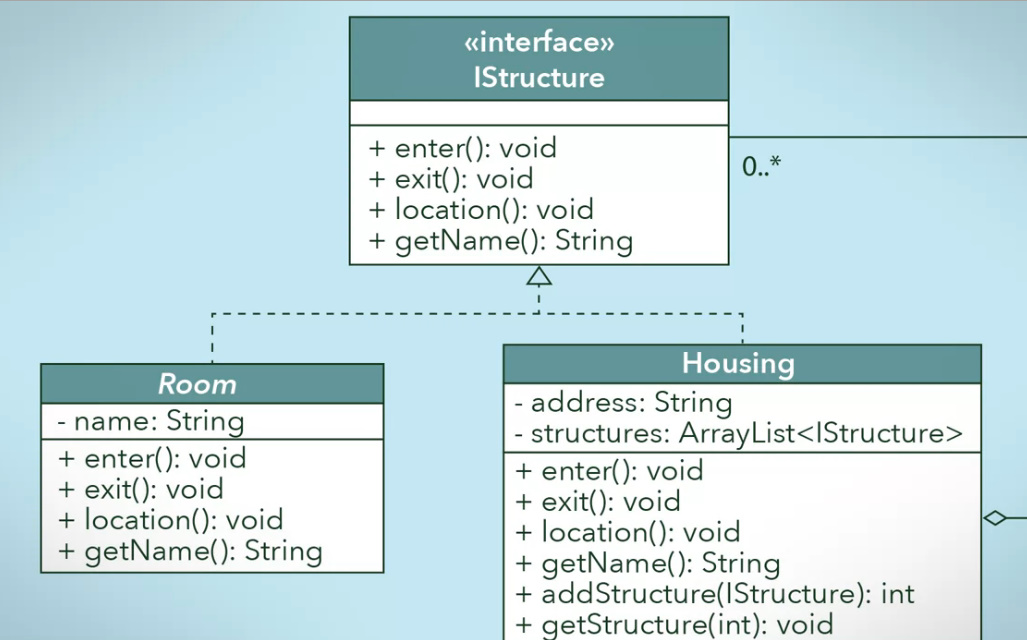 «interface»
IStructure
+ enter(): void
+ exit(): void
+ location(): void
+ getName(): String
0..*
Room
- name: String
+ enter(): void
+ exit(): void
+ location(): void
+ getName(): String
Housing
- address: String
- structures: ArrayList<IStructure>
+ enter(): void
+ exit(): void
+ location(): void
+ getName(): String
+ addStructure(IStructure): int
+ getStructure(int): void